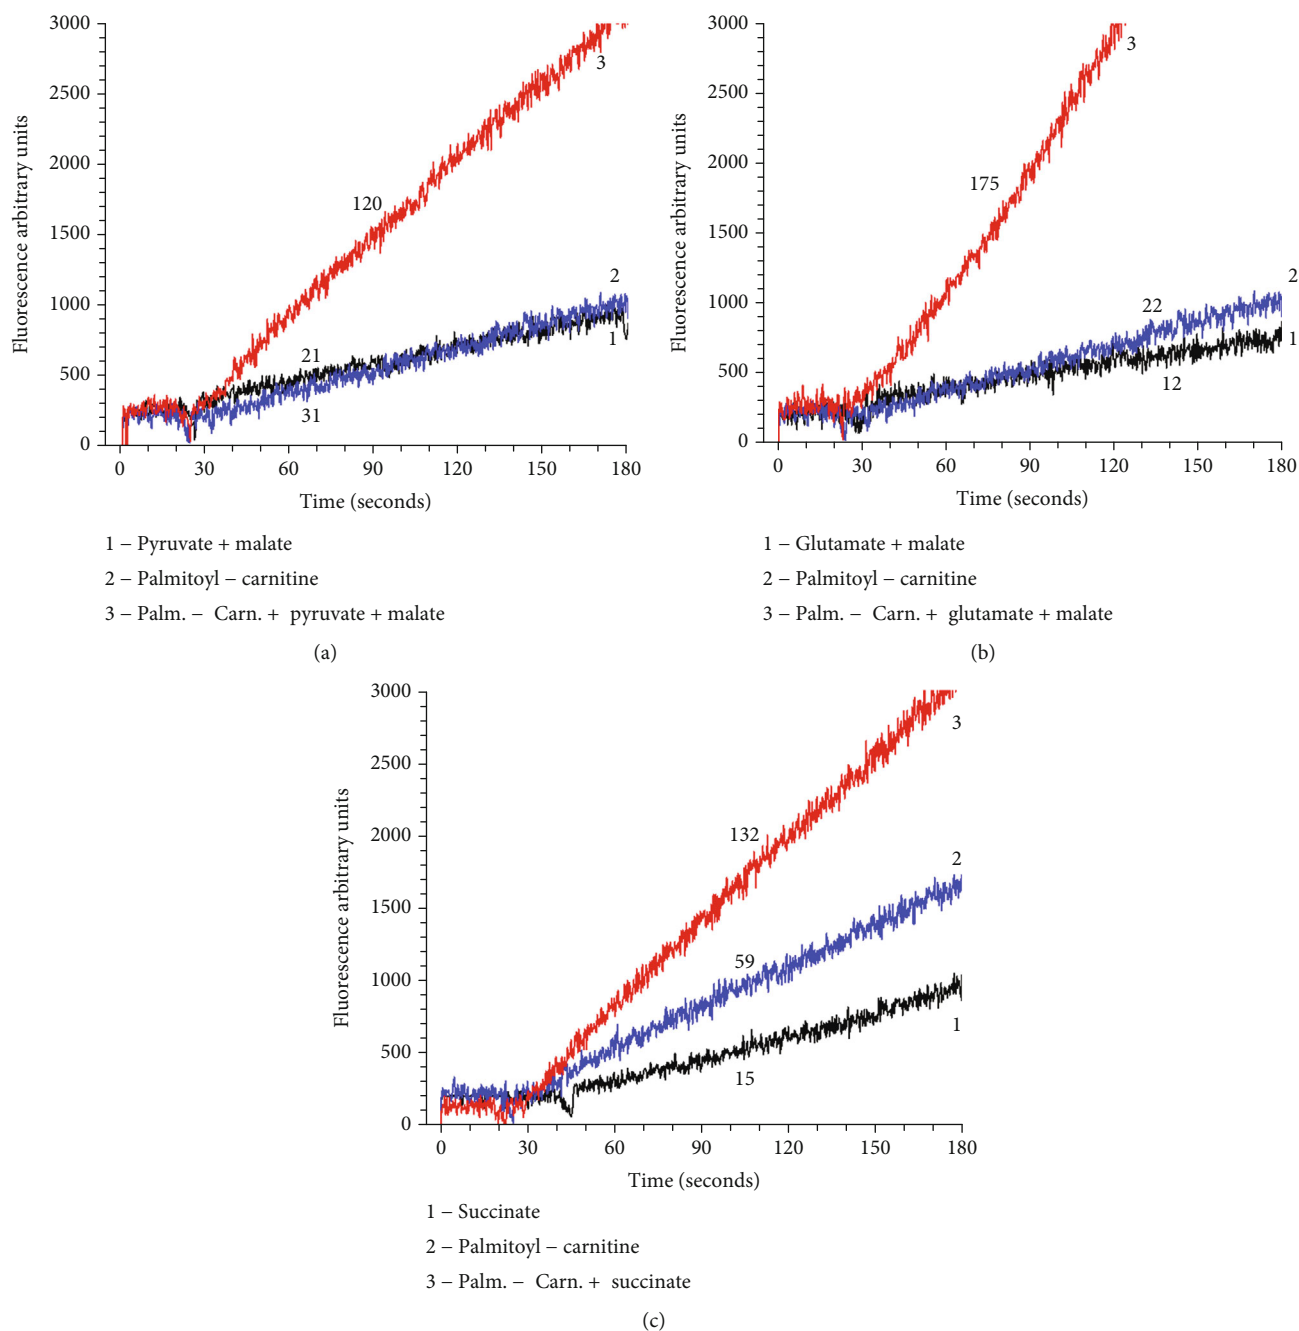 3000
2500
2000
1500
1000
500
0
Fluorescence arbitrary units
120
21
31
3
2
1
0 30 60 90 120 150 180
Time (seconds)
1 – Pyruvate + malate
2 – Palmitoyl – carnitine
3 – Palm. – Carn. + pyruvate + malate
(a)
3000
2500
2000
1500
1000
500
0
Fluorescence arbitrary units
3
175
2
22
1
12
0 30 60 90 120 150 180
Time (seconds)
1 – Glutamate + malate
2 – Palmitoyl – carnitine
3 – Palm. – Carn. + glutamate + malate
(b)
3000
2500
2000
1500
1000
500
0
Fluorescence arbitrary units
3
132
2
59
1
15
0 30 60 90 120 150 180
Time (seconds)
1 – Succinate
2 – Palmitoyl – carnitine
3 – Palm. – Carn. + succinate
(c)